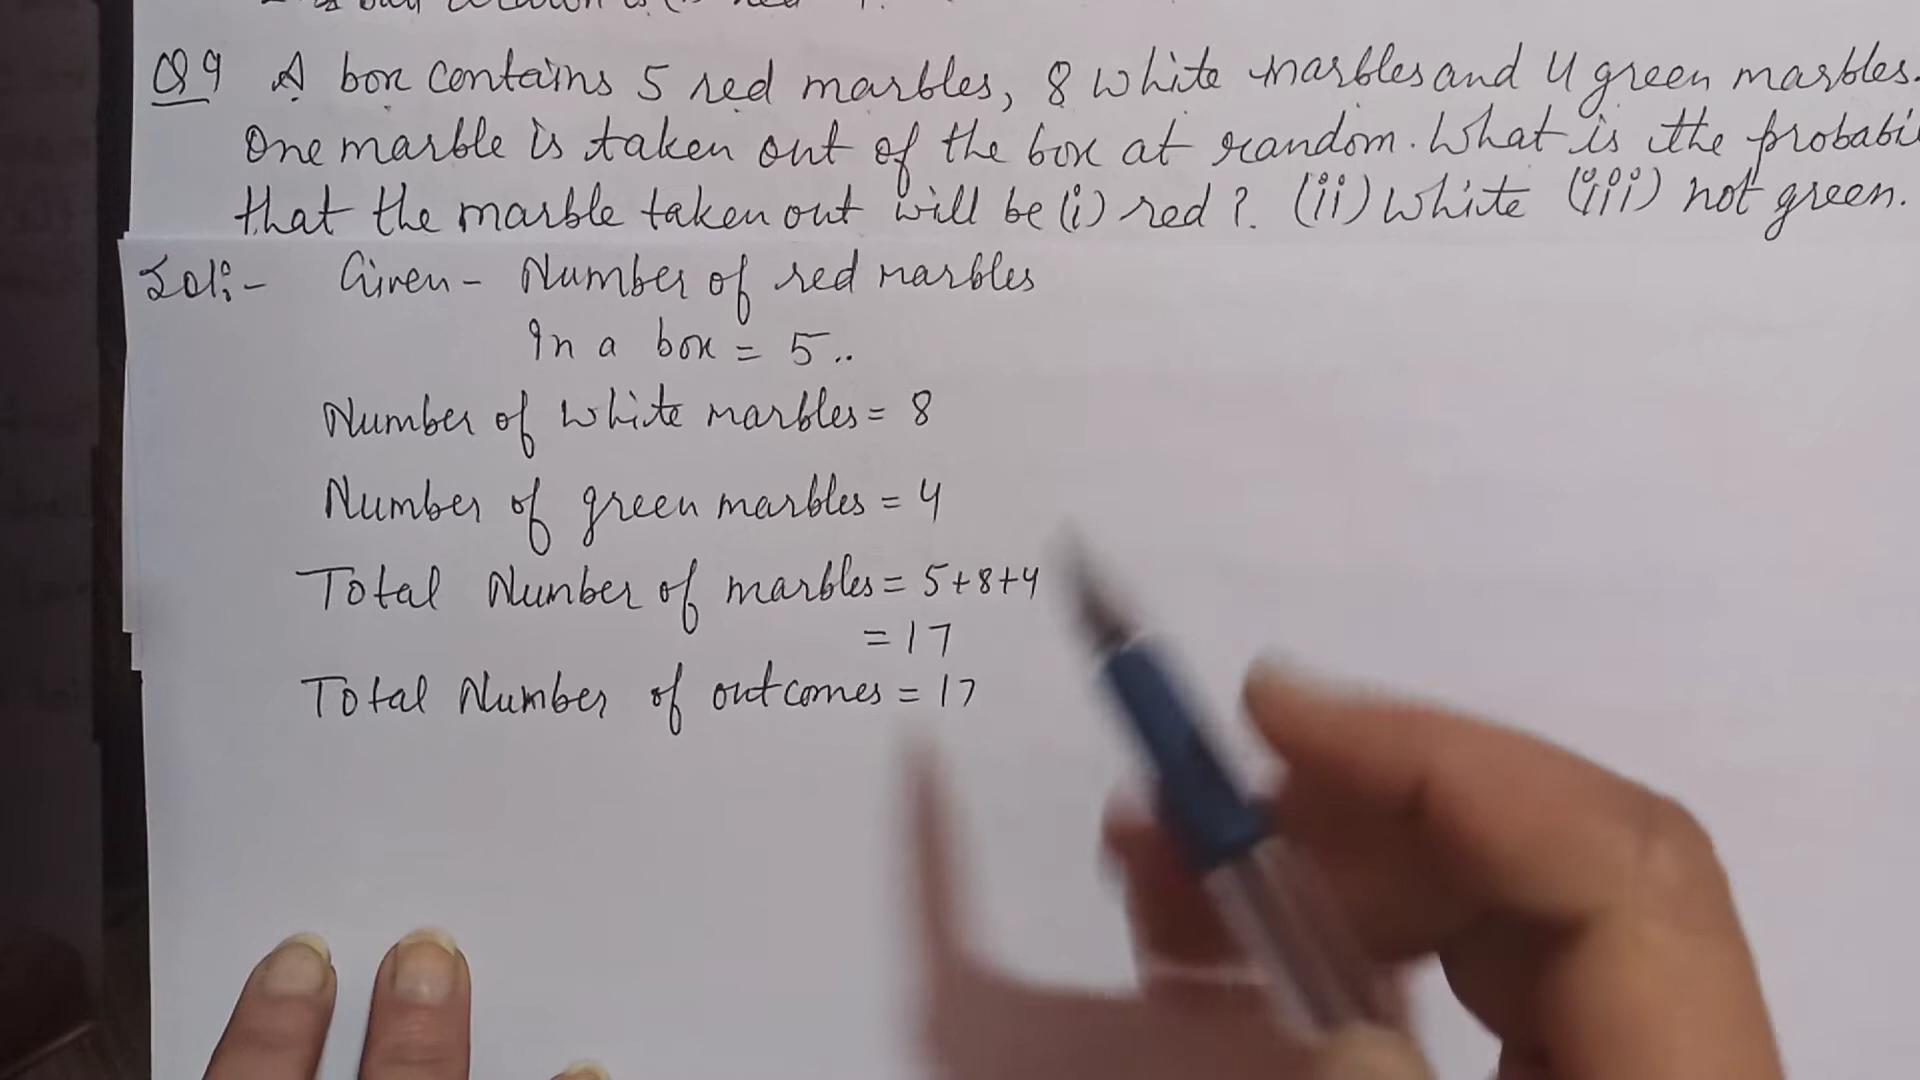 Q9 A box contains 5 red marbles, 8 white marbles and 4 green marbles.
One marble is taken out of the box at random. What is the probabi
that the marble taken out will be (i) red ?. (ii) white (iii) not green.
Sol:- Given - Number of red marbles
In a box = 5..
Number of white marbles = 8
Number of green marbles = 4
Total Number of marbles = 5+8+4
= 17
Total Number of outcomes = 17